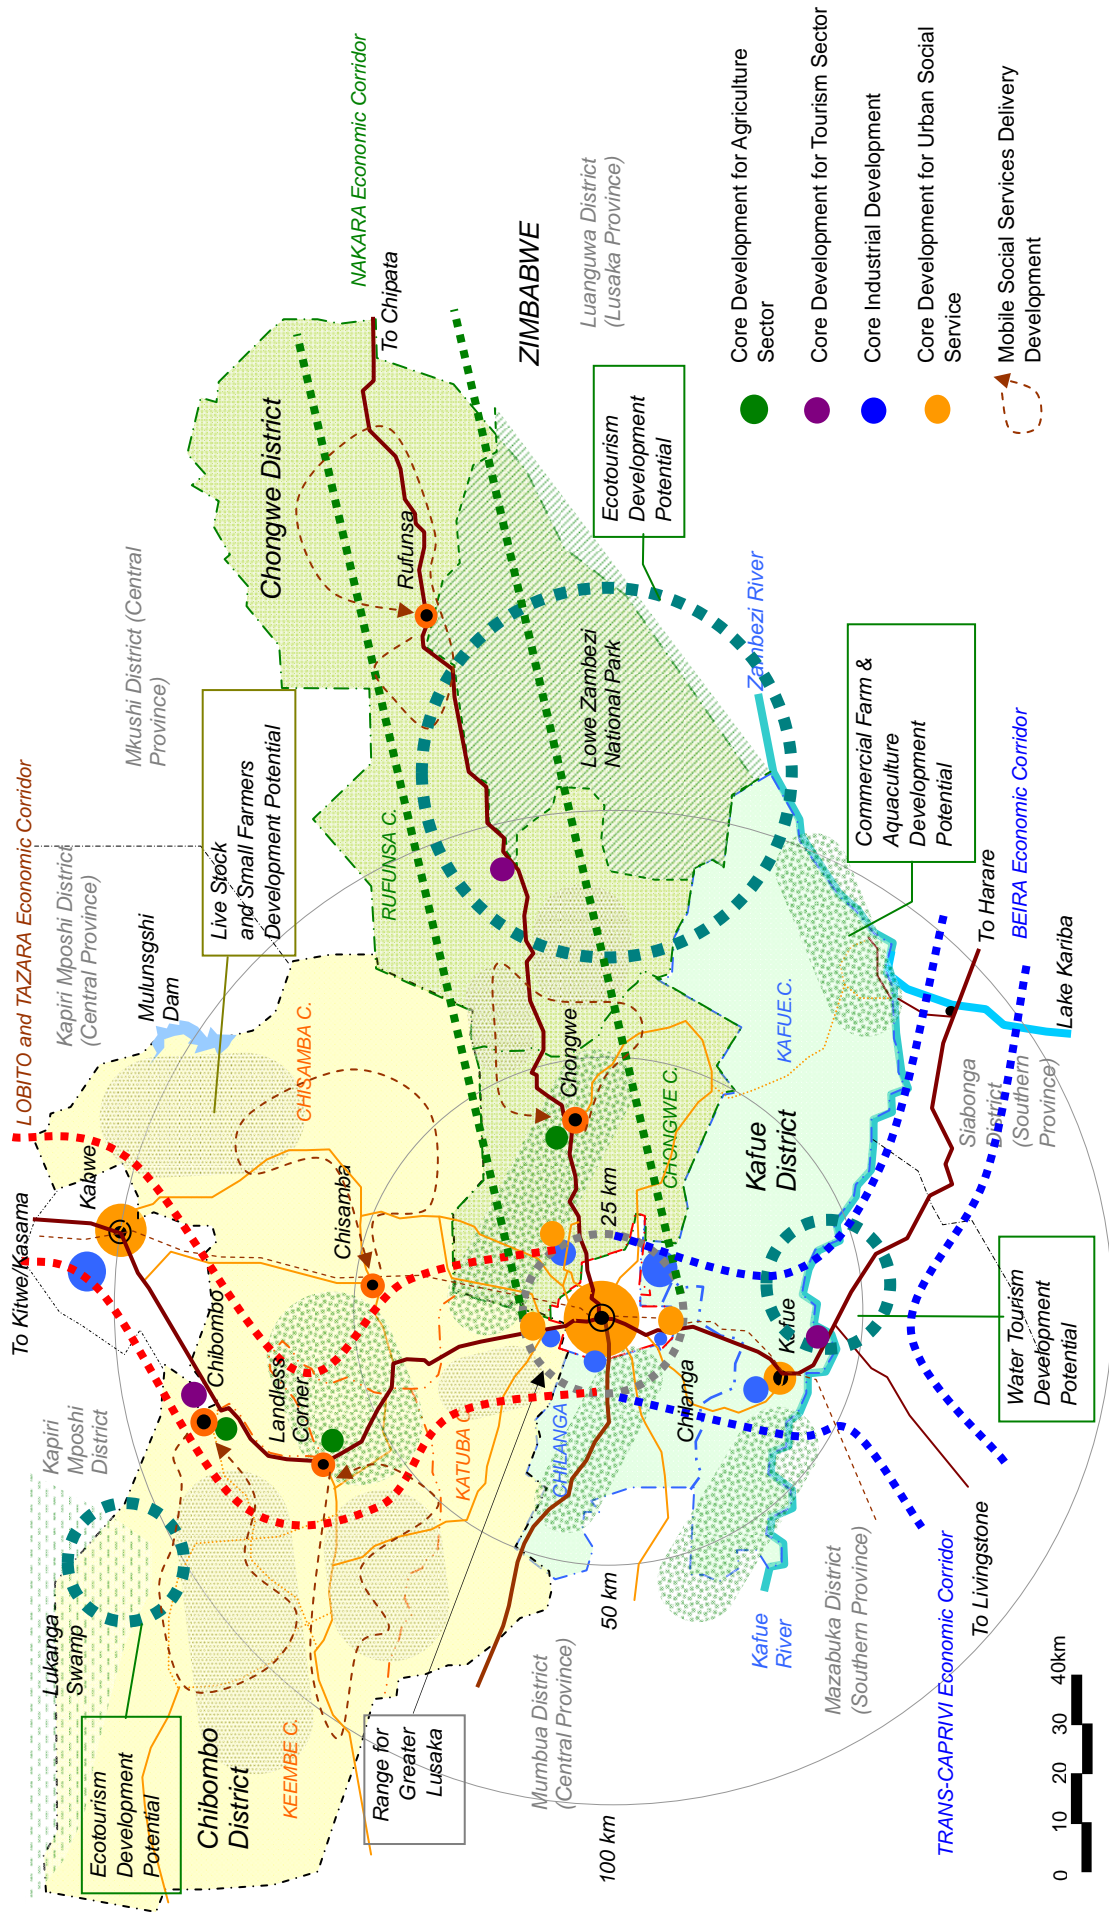 LOBITO and TAZARA Economic Corridor
To Kitwe/Kasama
Kapiri Mposhi District
(Central Province)
Mkushi District (Central
Province)
NAKARA Economic Corridor
To Chipata
Kabwe
Mulunsgshi
Dam
Live Stock
and Small Farmers
Development Potential
Chongwe District
Rufunsa
ZIMBABWE
Luanguwa District
(Lusaka Province)
Kapiri
Mposhi
District
Chibombo
Landless
Corner
Chisamba
CHISAMBA C.
RUFUNSA C.
Lowe Zambezi
National Park
Ecotourism
Development
Potential
Lukanga
Swamp
Ecotourism
Development
Potential
Chibombo
District
KEEMBE C.
KATUBA C.
Range for
Greater
Lusaka
Chongwe
CHONGWE C.
25 km
50 km
100 km
Mumbua District
(Central Province)
CHILANGA
Chilanga
Kafue
District
KAFUE.C.
Kafue
Zambezi River
Commercial Farm &
Aquaculture
Development
Potential
Kafue
River
Mazabuka District
(Southern Province)
Siabonga
District
(Southern
Province)
To Harare
BEIRA Economic Corridor
Lake Kariba
Water Tourism
Development
Potential
To Livingstone
TRANS-CAPRIVI Economic Corridor
Core Development for Agriculture
Sector
Core Development for Tourism Sector
Core Industrial Development
Core Development for Urban Social
Service
Mobile Social Services Delivery
Development
0 10 20 30 40km